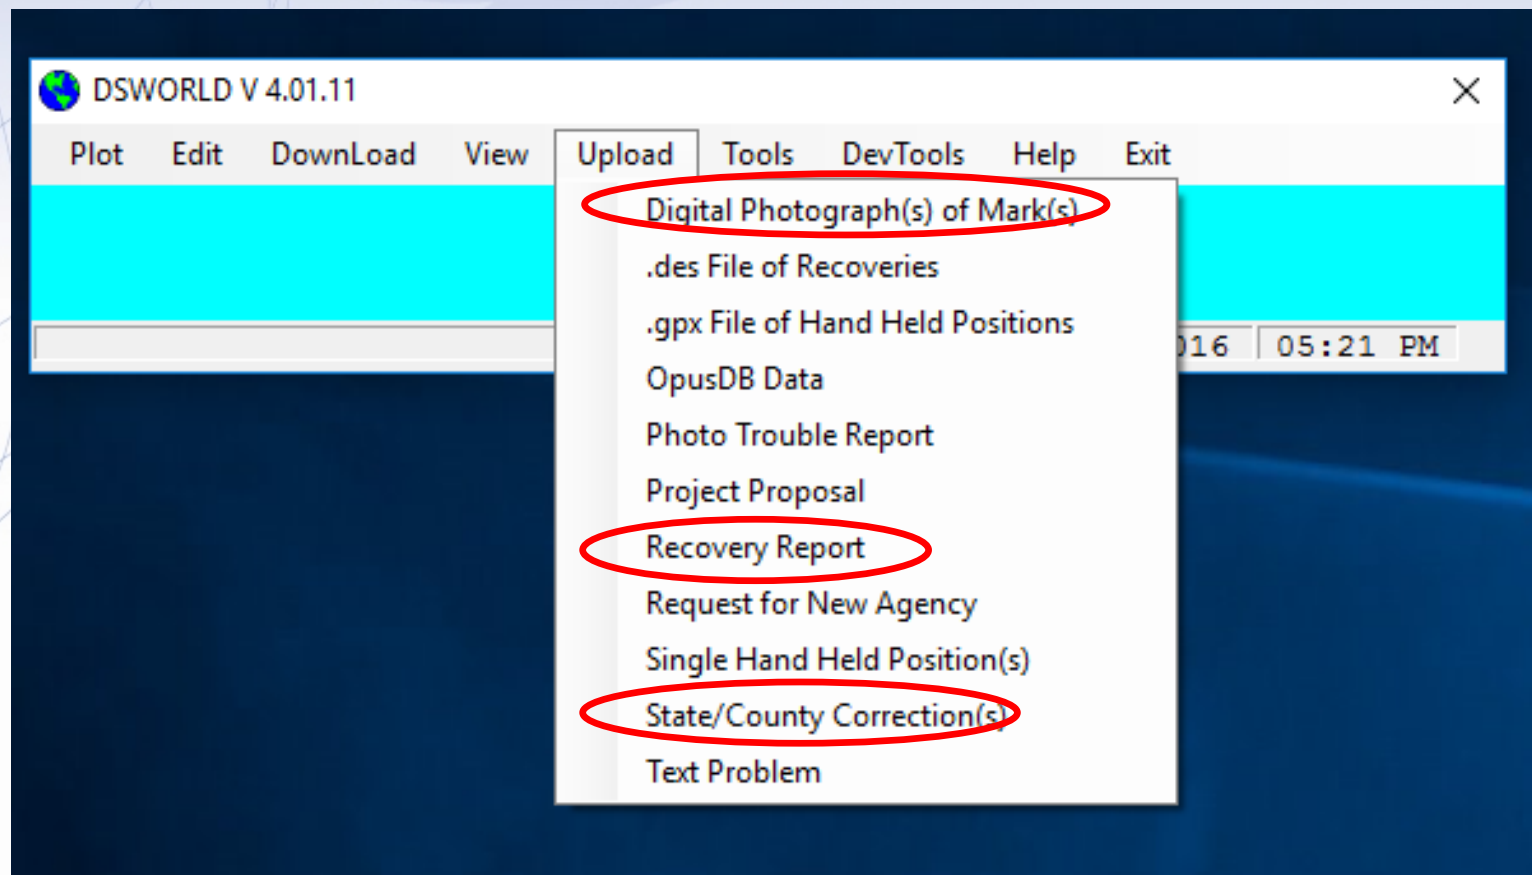 DSWORLD V 4.01.11
Plot Edit DownLoad View Upload Tools DevTools Help Exit
Digital Photograph(s) of Mark(s)
.des File of Recoveries
.gpx File of Hand Held Positions
016 05:21 PM
OpusDB Data
Photo Trouble Report
Project Proposal
Recovery Report
Request for New Agency
Single Hand Held Position(s)
State/County Correction(s)
Text Problem